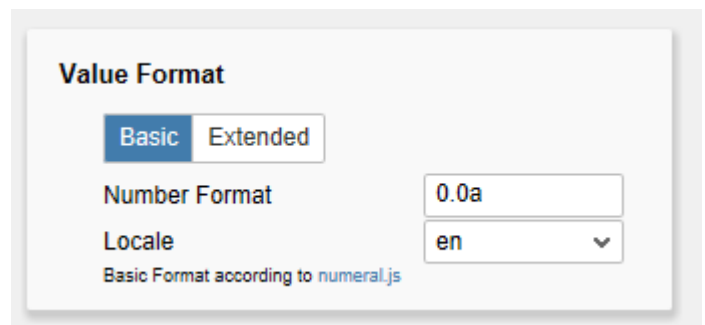 Value Format
Basic Extended
Number Format 0.0a
Locale en
Basic Format according to numeral.js